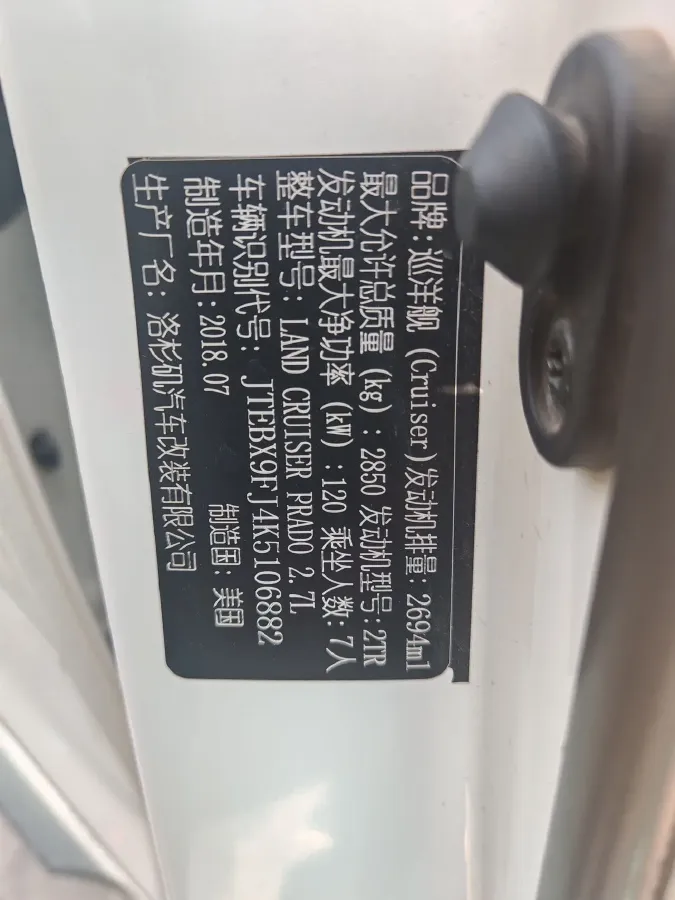 品牌：巡洋舰 (Cruiser)发动机排量：2694ml
最大允许总质量 (kg)：2850 发动机型号:2TR
发动机最大净功率 (kW)：120 乘坐人数：7人
整车型号：LAND CRUISER PRADO 2.7L
车辆识别代号：JTEBX9FJ4K5106882
制造年月：2018.07 制造国：美国
生产厂名：洛杉矶汽车改装有限公司